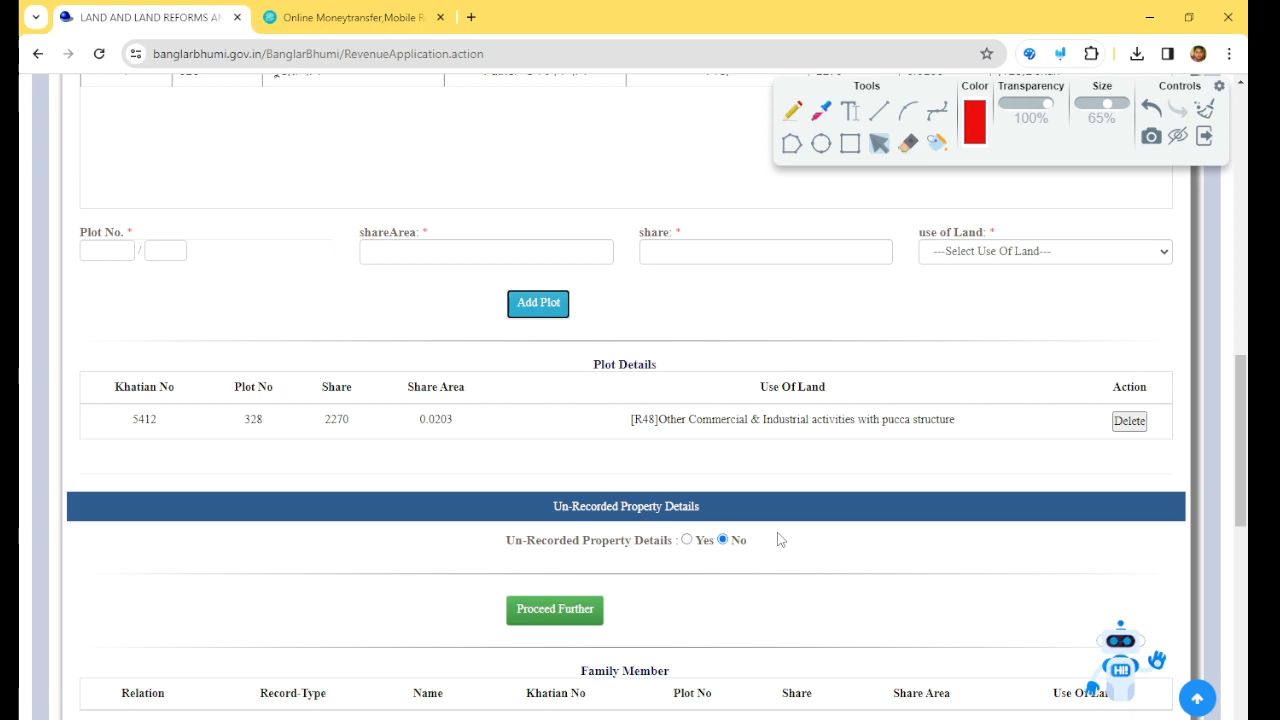 LAND AND LAND REFORMS AN
Online Moneytransfer,Mobile R
banglarbhumi.gov.in/BanglarBhumi/RevenueApplication.action
Tools Color Transparency Size Controls
100% 65%
Plot No. * shareArea: * share: * use of Land: *
/ ---Select Use Of Land---
Add Plot
Plot Details
Khatian No Plot No Share Share Area Use Of Land Action
5412 328 2270 0.0203 [R48]Other Commercial & Industrial activities with pucca structure Delete
Un-Recorded Property Details
Un-Recorded Property Details : Yes No
Proceed Further
Family Member
Relation Record-Type Name Khatian No Plot No Share Share Area Use Of
HI!